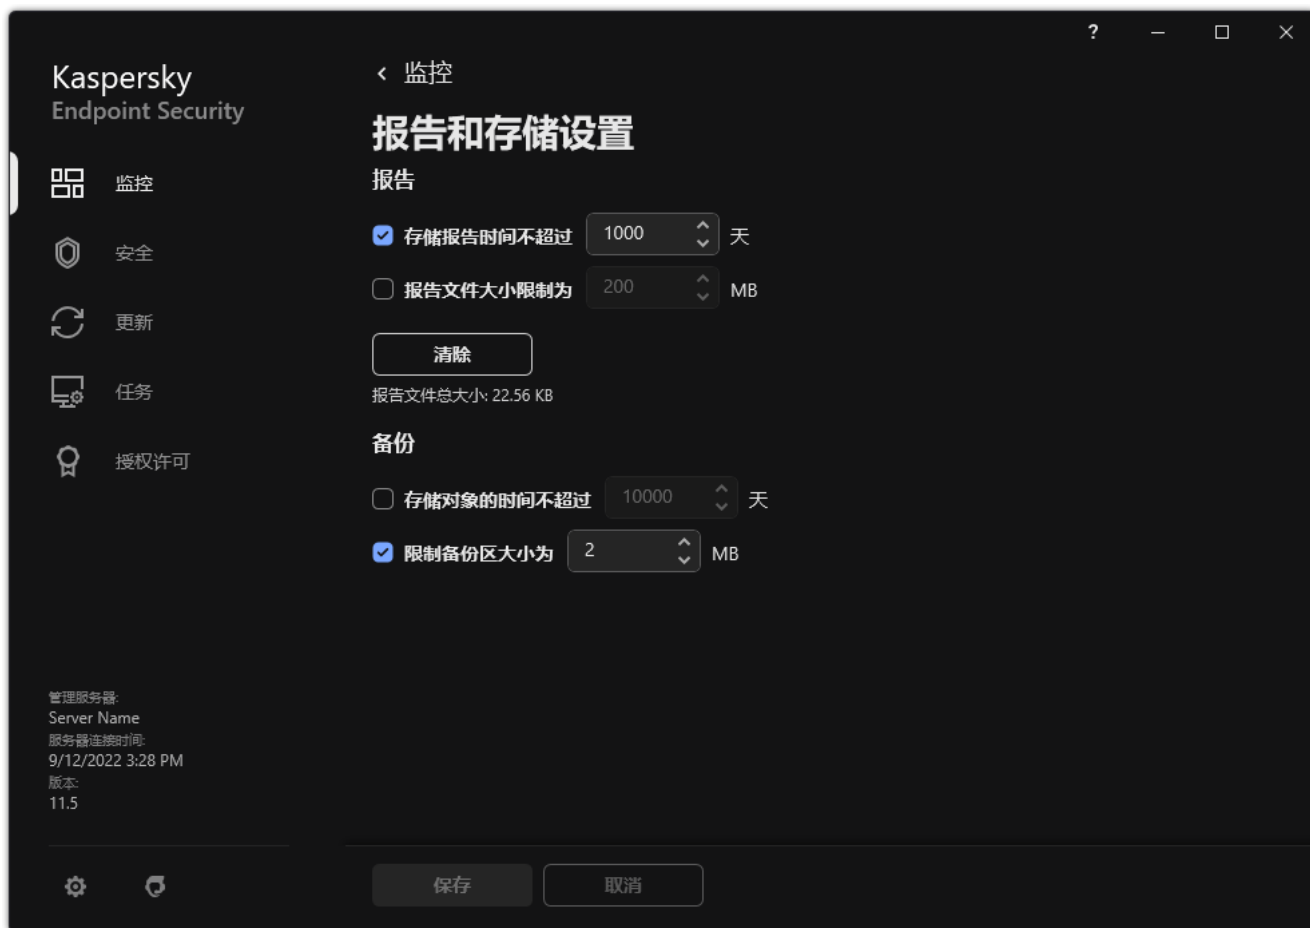 ?
Kaspersky
Endpoint Security
监控
安全
更新
任务
授权许可
管理服务器:
Server Name
服务器连接时间:
9/12/2022 3:28 PM
版本:
11.5
监控
报告和存储设置
报告
存储报告时间不超过 1000 天
报告文件大小限制为 200 MB
清除
报告文件总大小: 22.56 KB
备份
存储对象的时间不超过 10000 天
限制备份区大小为 2 MB
保存 取消